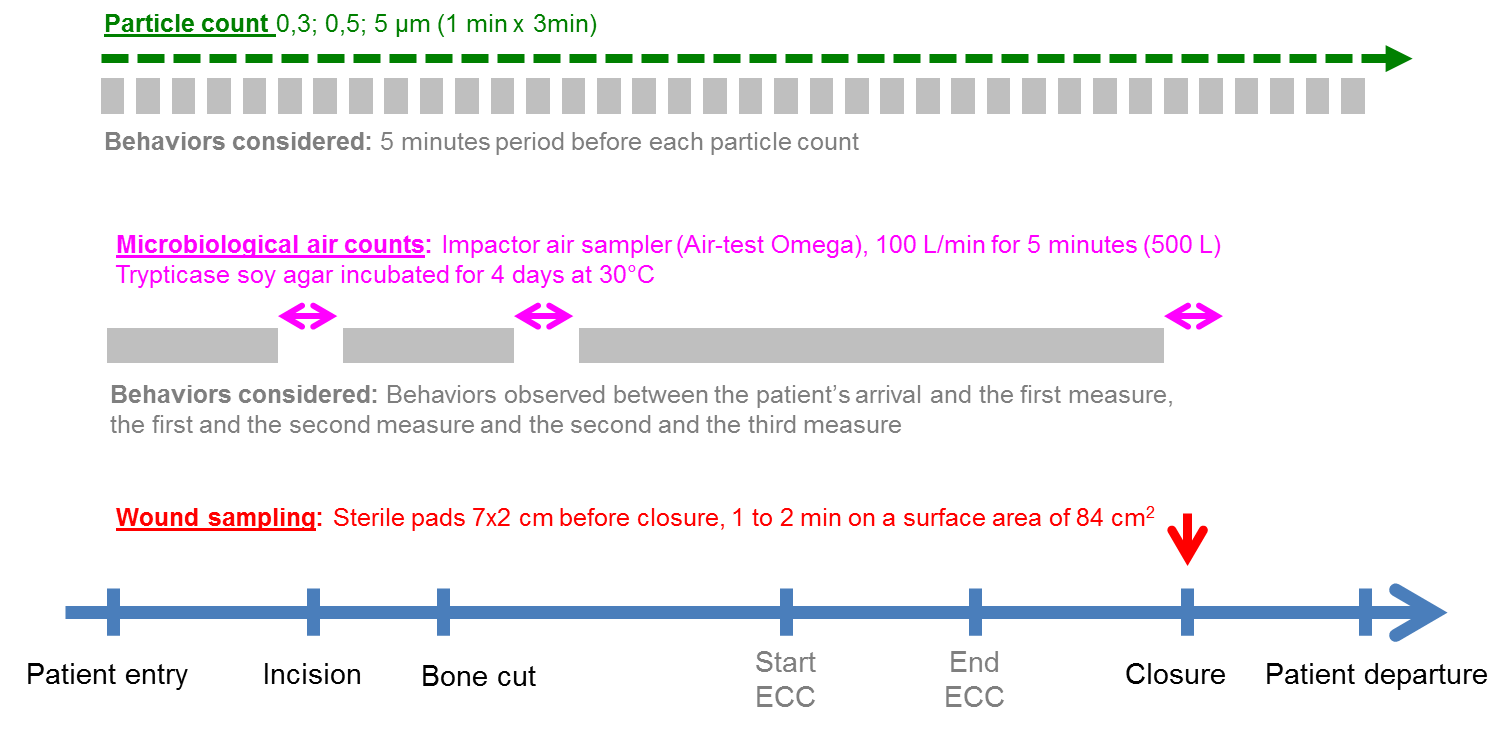 Particle count 0,3; 0,5; 5 µm (1 min x 3min)
Behaviors considered: 5 minutes period before each particle count
Microbiological air counts: Impactor air sampler (Air-test Omega), 100 L/min for 5 minutes (500 L)
Trypticase soy agar incubated for 4 days at 30°C
Behaviors considered: Behaviors observed between the patient’s arrival and the first measure,
the first and the second measure and the second and the third measure
Wound sampling: Sterile pads 7x2 cm before closure, 1 to 2 min on a surface area of 84 cm²
Patient entry
Incision
Bone cut
Start
ECC
End
ECC
Closure
Patient departure